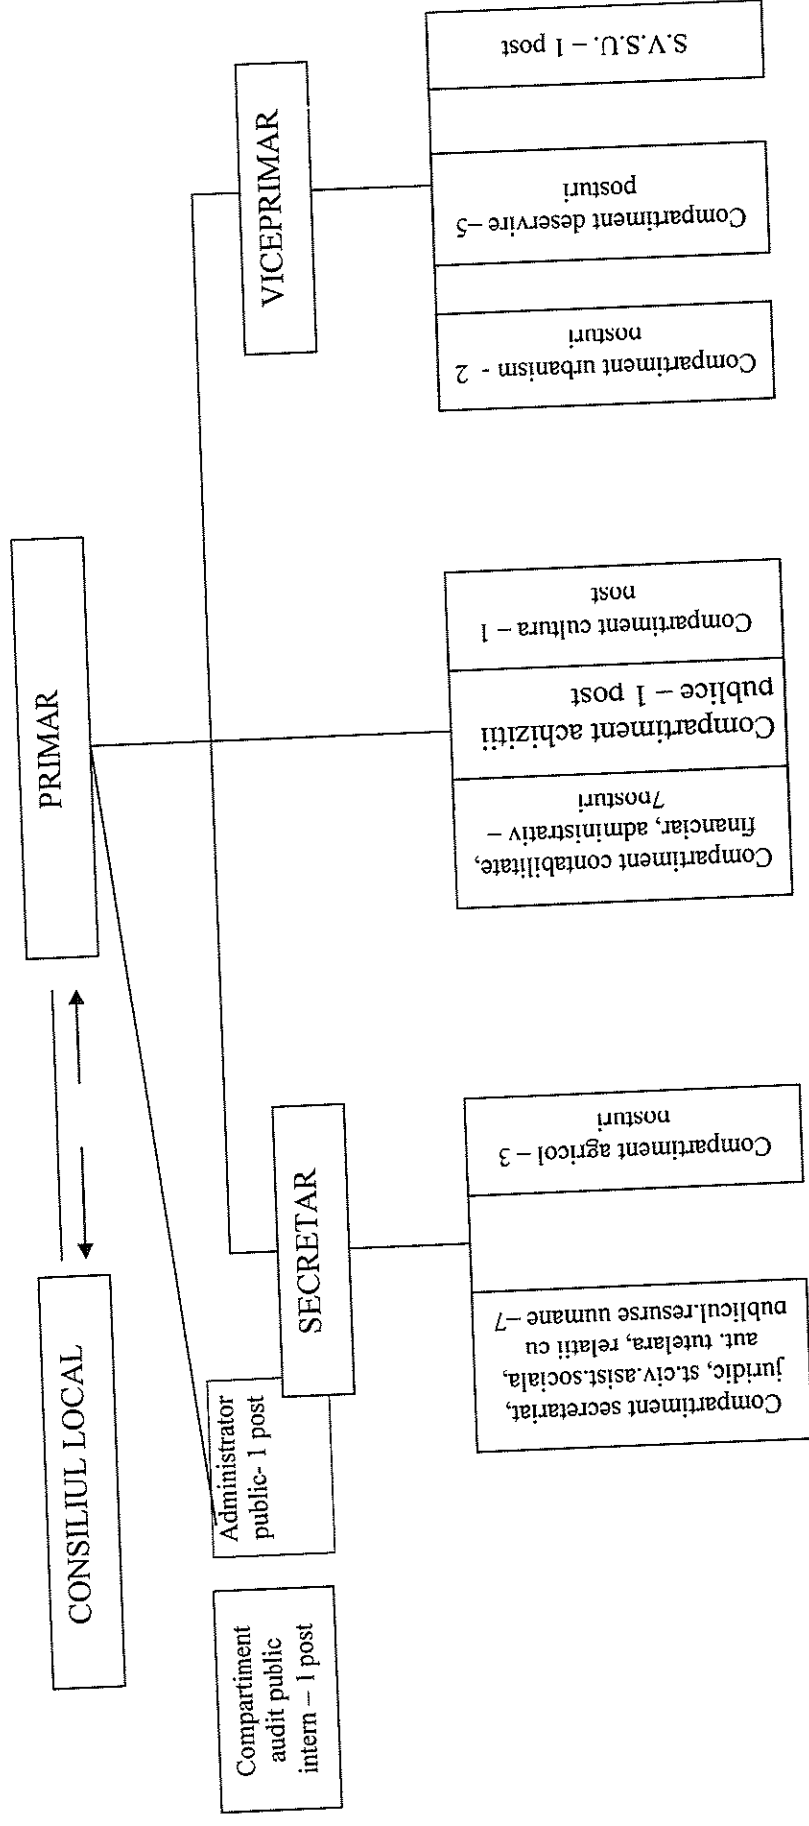 CONSILIUL LOCAL
PRIMAR
Compartiment
audit public
intern – 1 post
Administrator
public- 1 post
SECRETAR
VICEPRIMAR
Compartiment secretariat,
juridic, st.civ.asist.sociala,
aut. tutelara, relatii cu
publicul.resurse uumane –7
Compartiment agricol – 3
posturi
Compartiment contabilitate,
financiar, administrativ –
7posturi
Compartiment achizitii
publice – 1 post
Compartiment cultura – 1
post
Compartiment urbanism - 2
posturi
Compartiment deservire –5
posturi
S.V.S.U. – 1 post